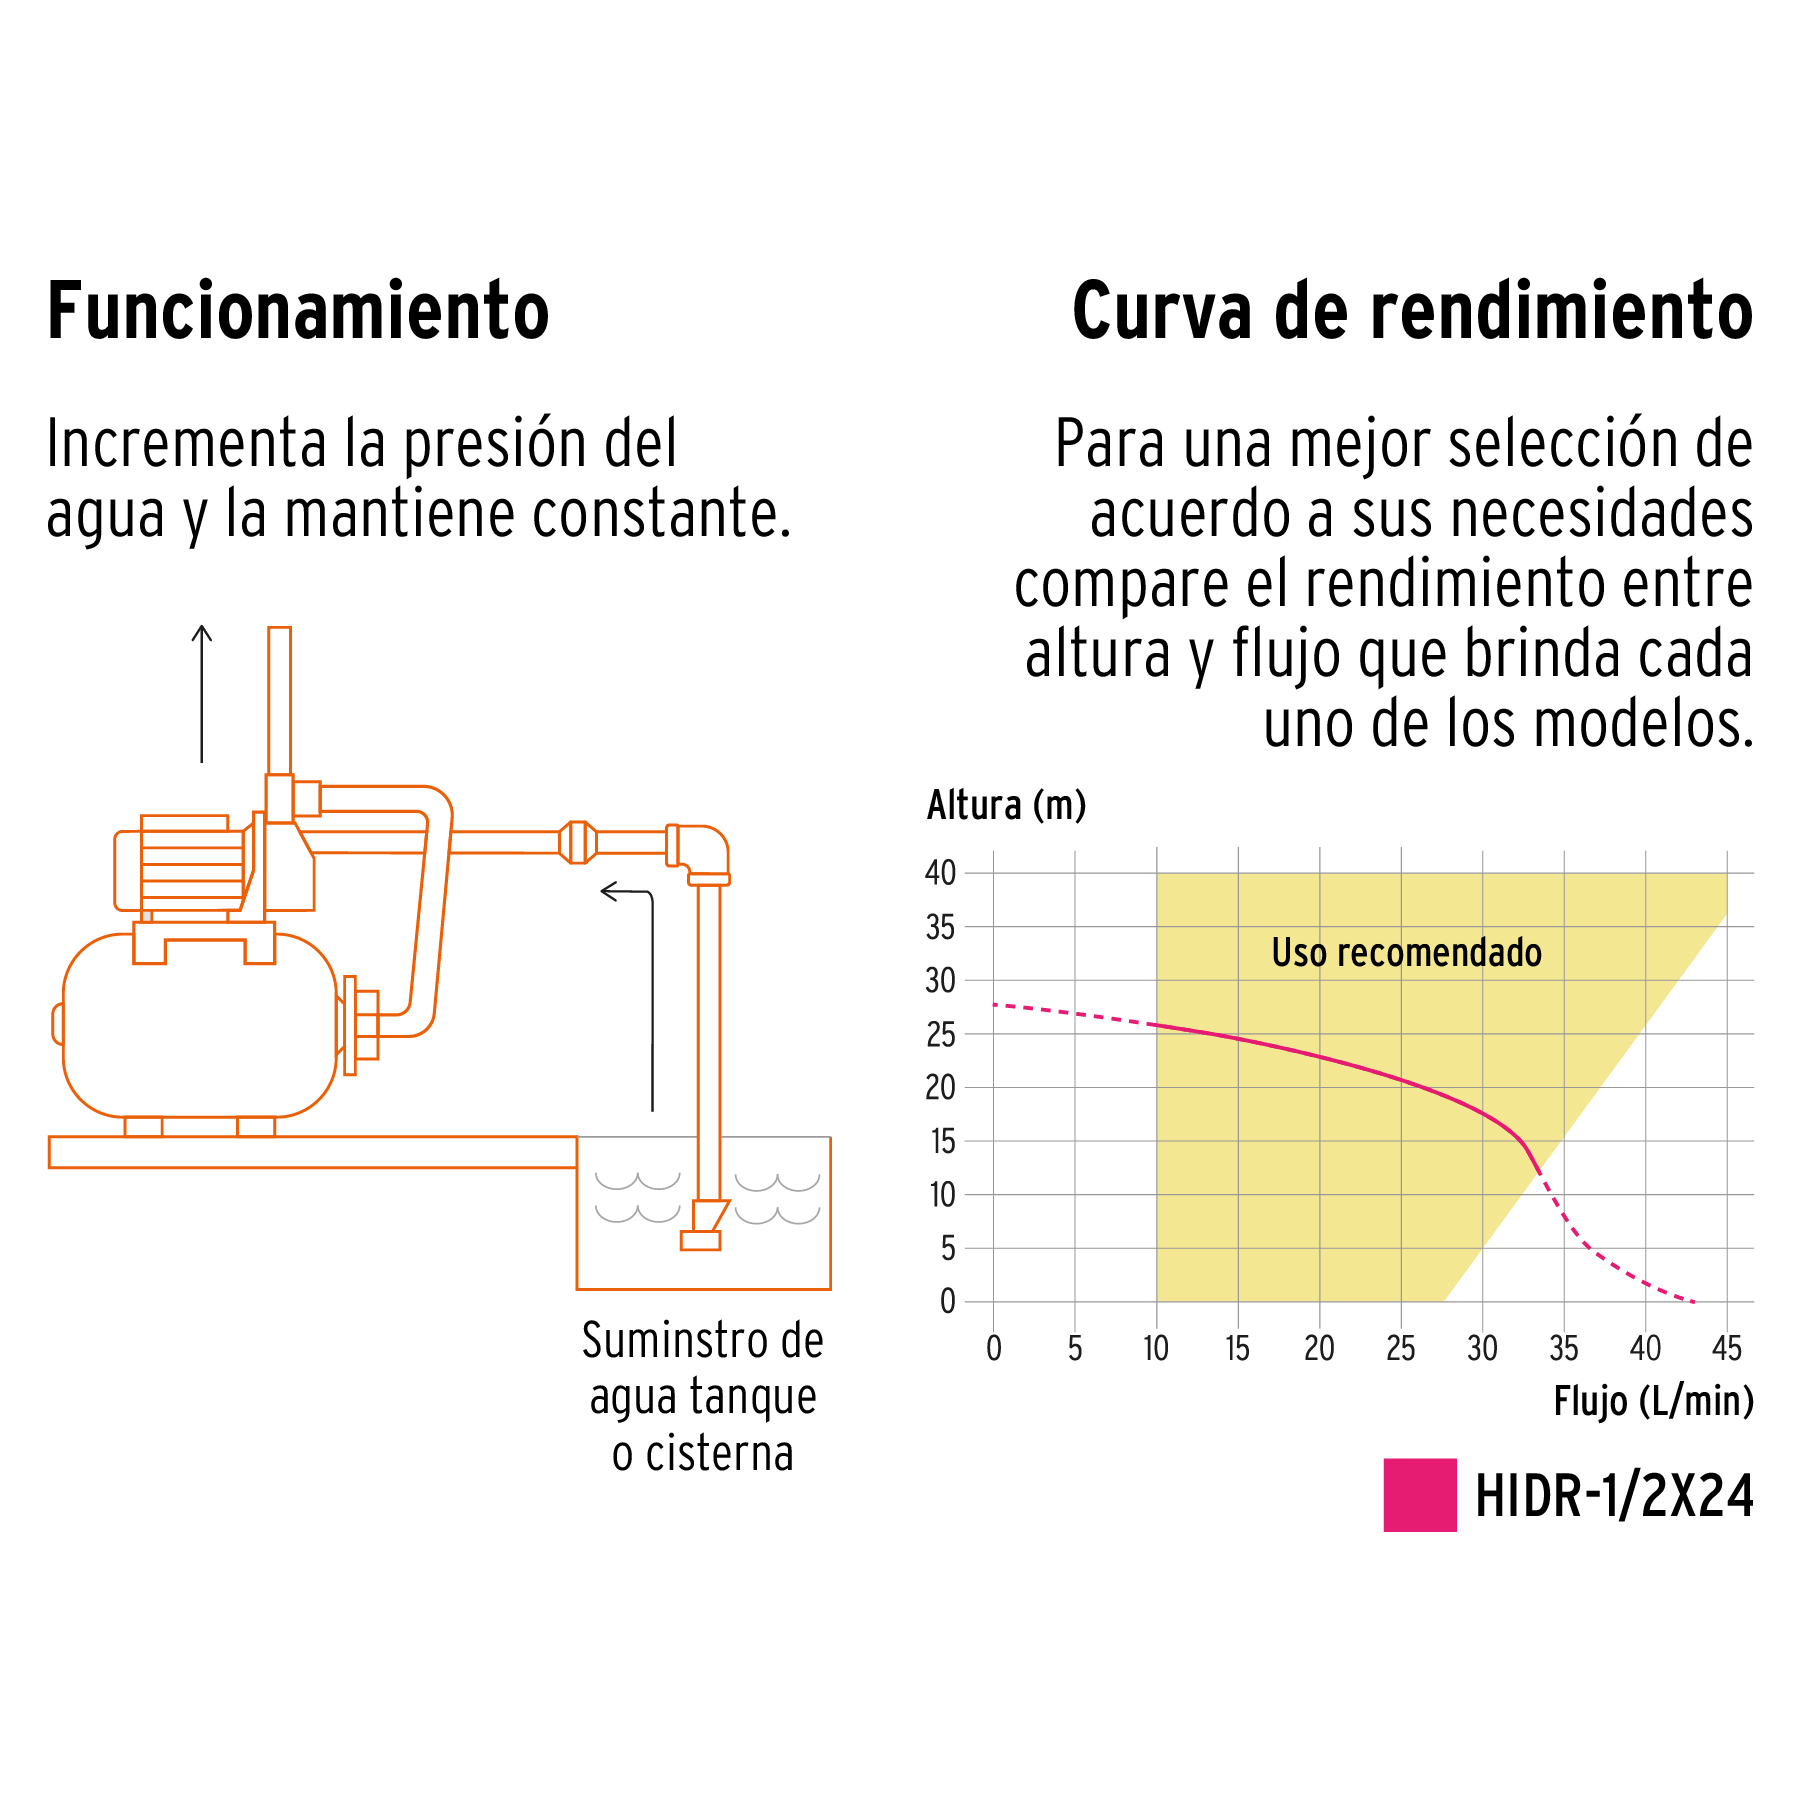 Funcionamiento
Incrementa la presión del
agua y la mantiene constante.
Suminstro de
agua tanque
o cisterna
Curva de rendimiento
Para una mejor selección de
acuerdo a sus necesidades
compare el rendimiento entre
altura y flujo que brinda cada
uno de los modelos.
Altura (m)
40
35
30
25
20
15
10
5
0
Uso recomendado
0 5 10 15 20 25 30 35 40 45
Flujo (L/min)
HIDR-1/2X24